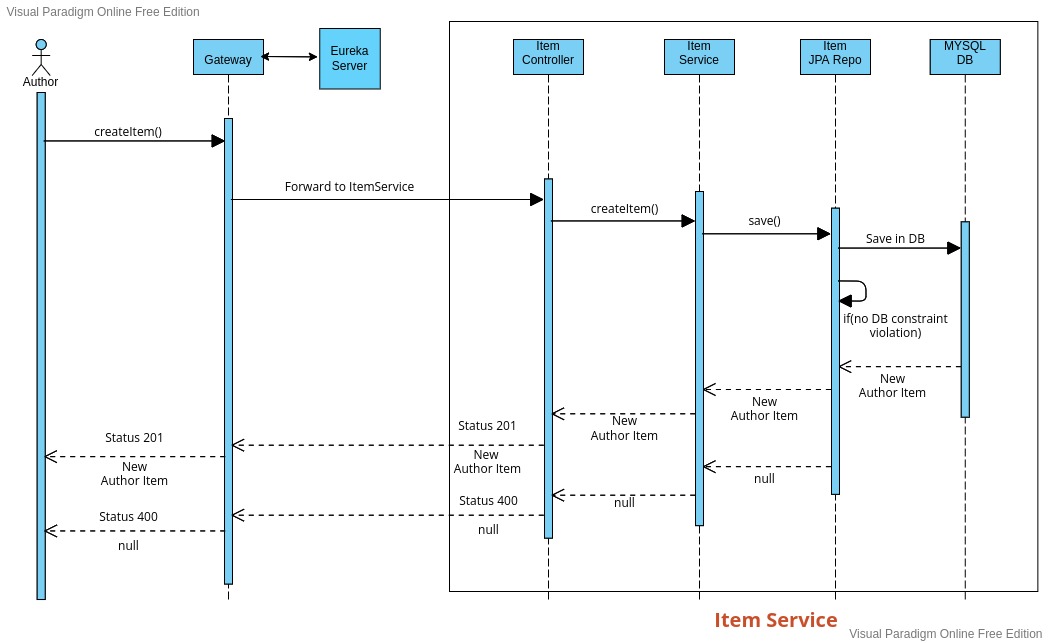 Visual Paradigm Online Free Edition
Author
Gateway
Eureka
Server
Item
Controller
Item
Service
Item
JPA Repo
MYSQL
DB
createItem()
Forward to ItemService
createItem()
save()
Save in DB
if(no DB constraint
violation)
New
Author Item
New
Author Item
New
Author Item
Status 201
New
Author Item
Status 201
New
Author Item
null
null
Status 400
null
Status 400
null
Item Service
Visual Paradigm Online Free Edition